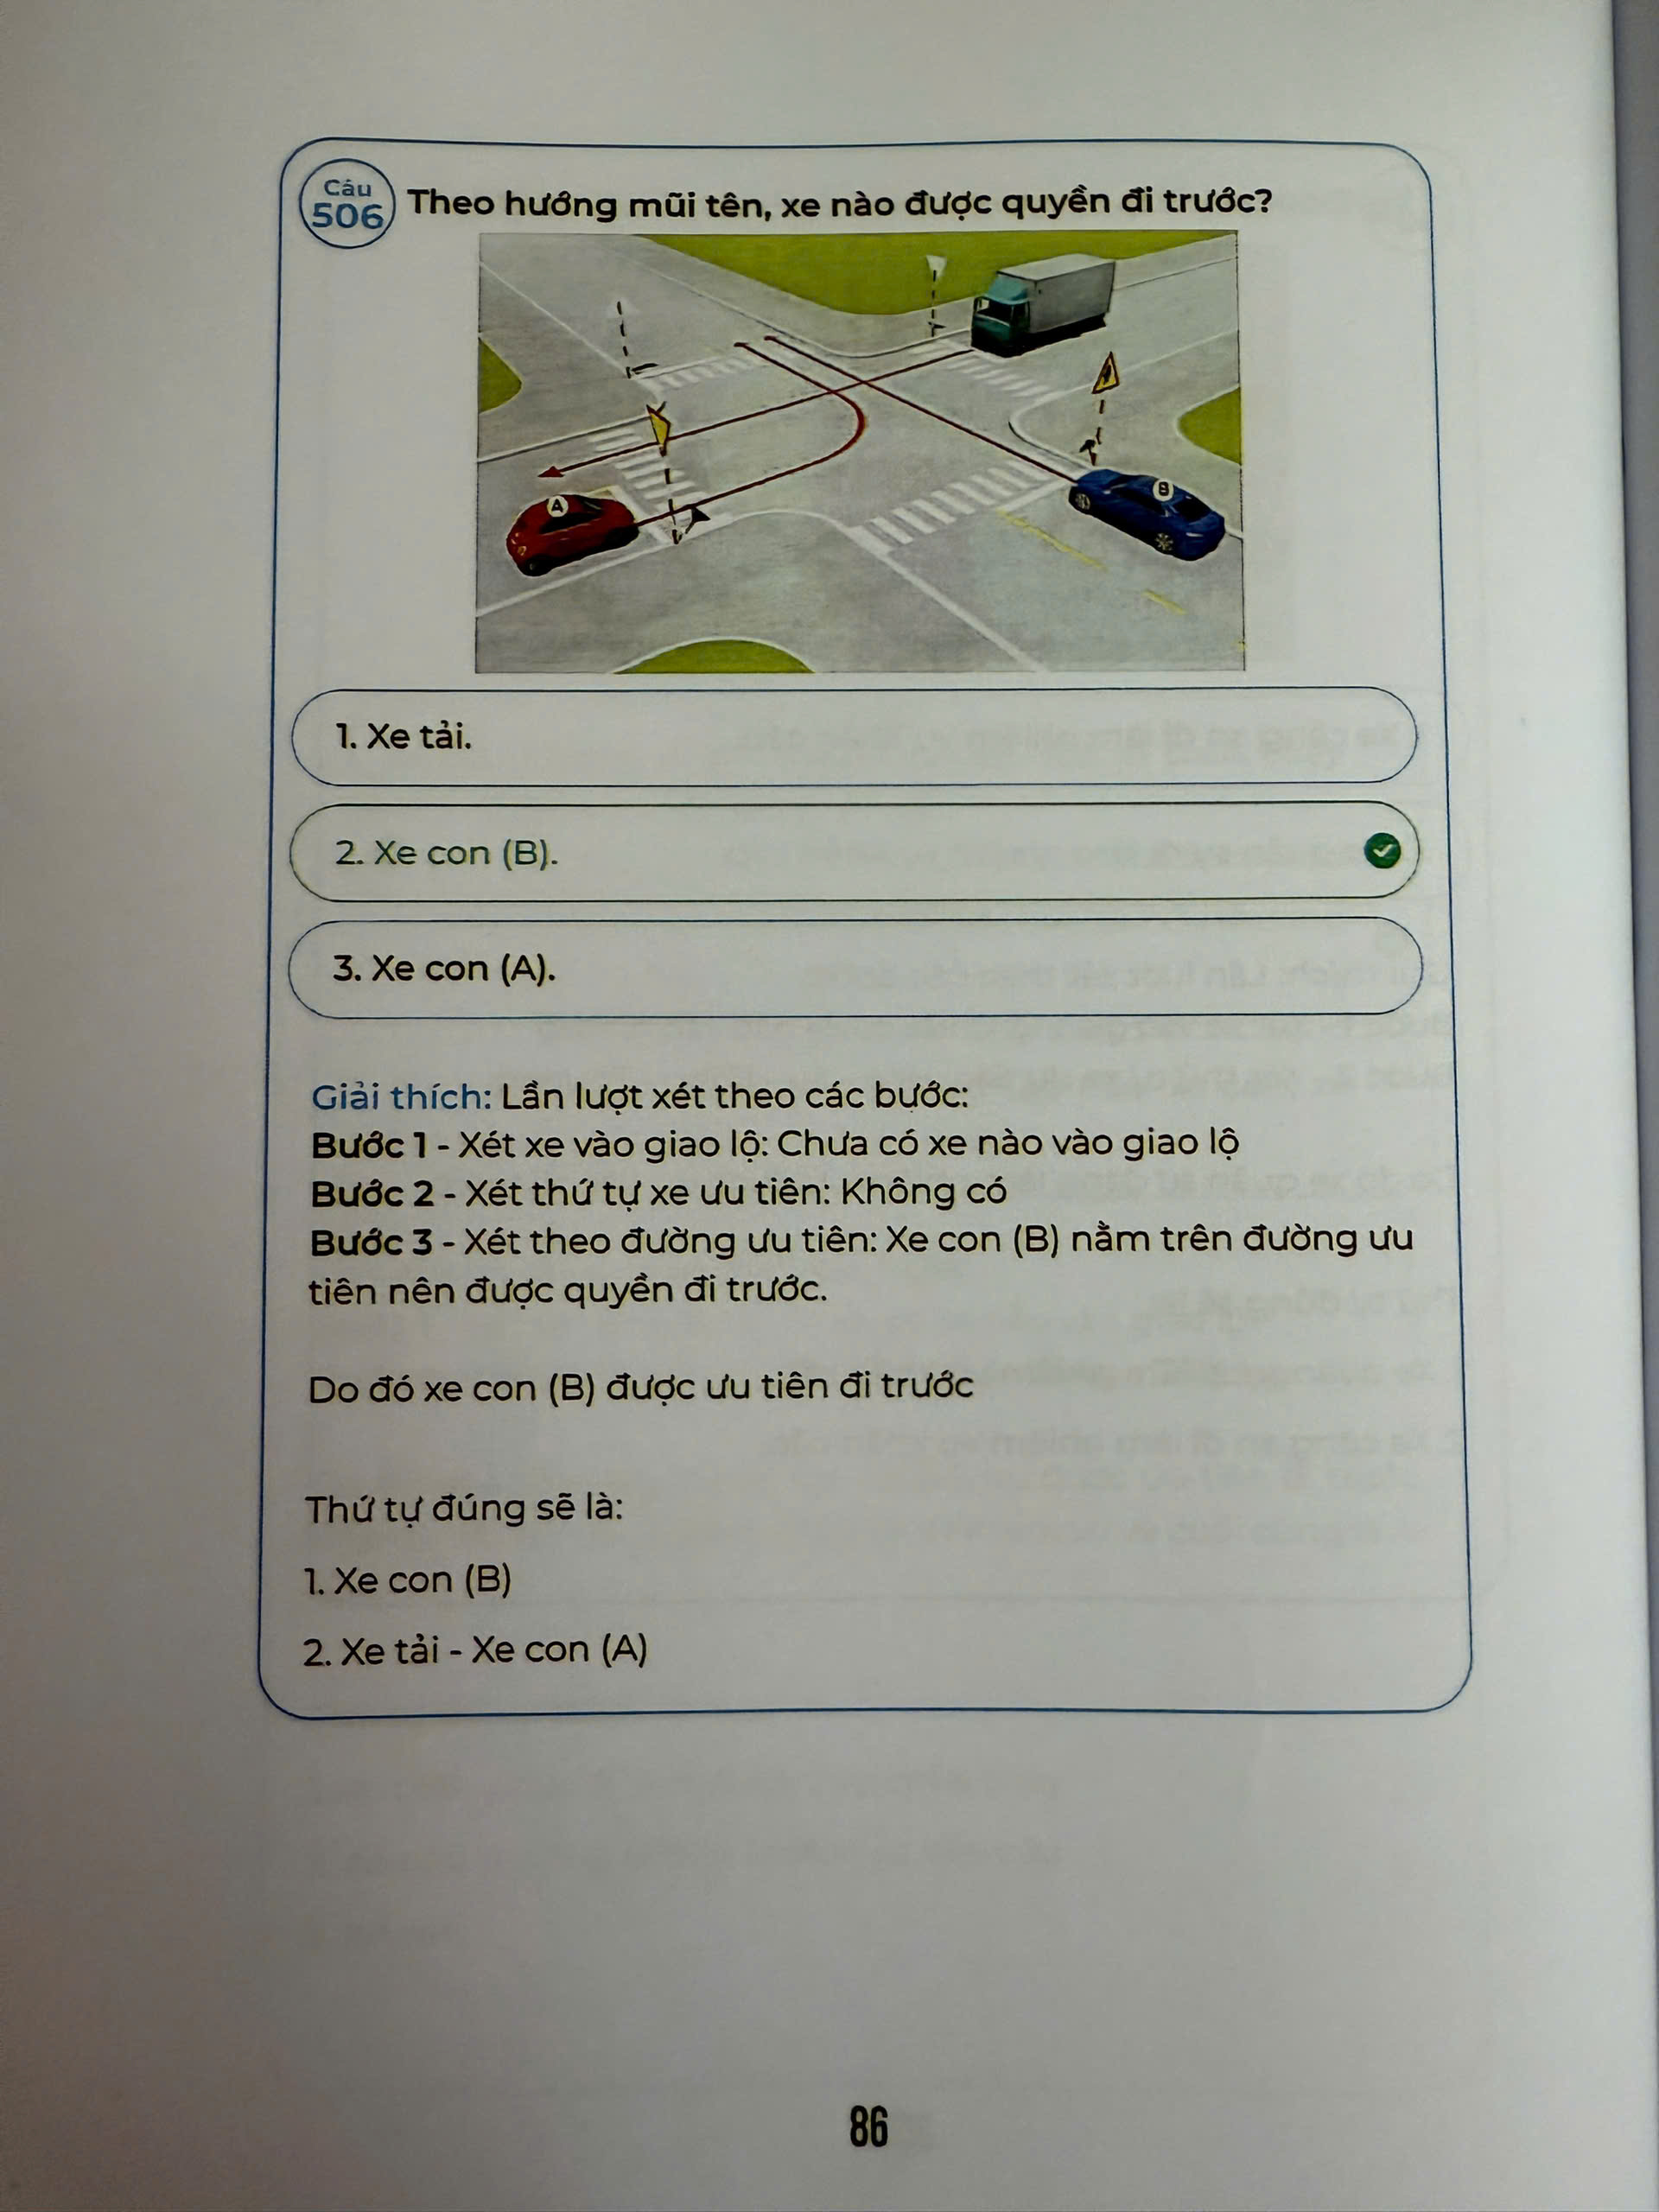 Câu
506
Theo hướng mũi tên, xe nào được quyền đi trước?
A
B
1. Xe tải.
2. Xe con (B).
3. Xe con (A).
Giải thích: Lần lượt xét theo các bước:
Bước 1 - Xét xe vào giao lộ: Chưa có xe nào vào giao lộ
Bước 2 - Xét thứ tự xe ưu tiên: Không có
Bước 3 - Xét theo đường ưu tiên: Xe con (B) nằm trên đường ưu
tiên nên được quyền đi trước.
Do đó xe con (B) được ưu tiên đi trước
Thứ tự đúng sẽ là:
1. Xe con (B)
2. Xe tải - Xe con (A)
86